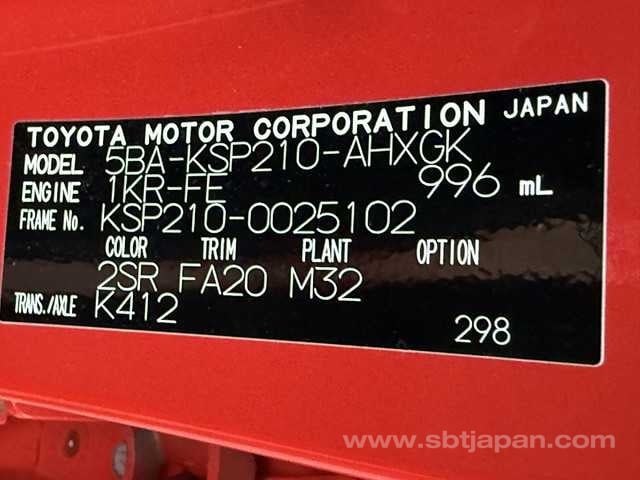 TOYOTA MOTOR CORPORATION JAPAN
MODEL 5BA-KSP210-AHXGK
ENGINE 1KR-FE 996 mL
FRAME No. KSP210-0025102
COLOR TRIM PLANT OPTION
2SR FA20 M32
TRANS./AXLE K412
298
www.sbtjapan.com